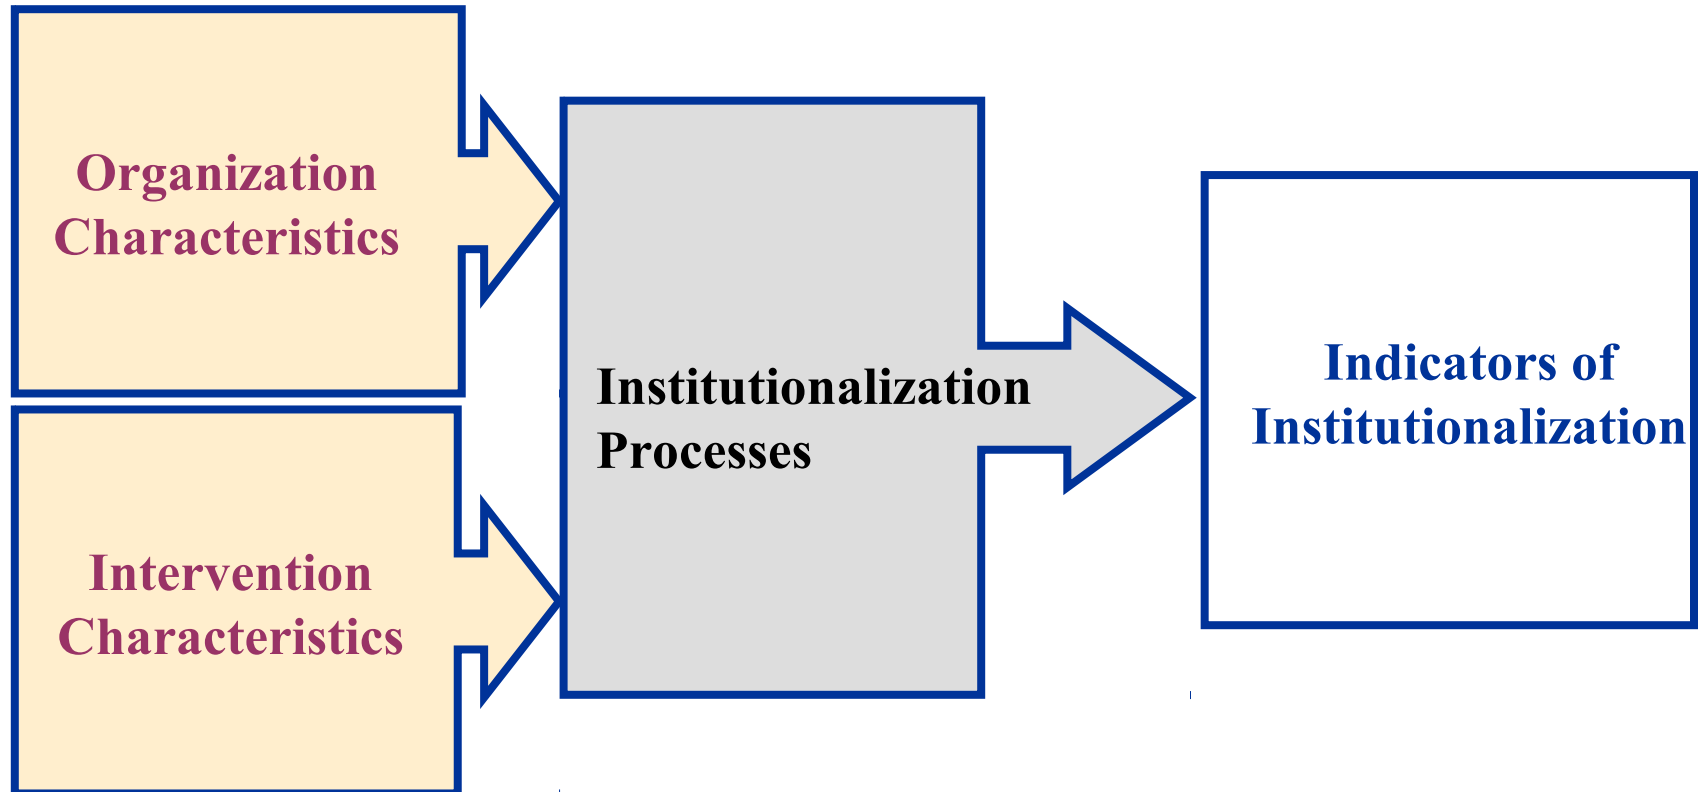 Organization
Characteristics
Institutionalization
Processes
Indicators of
Institutionalization
Intervention
Characteristics